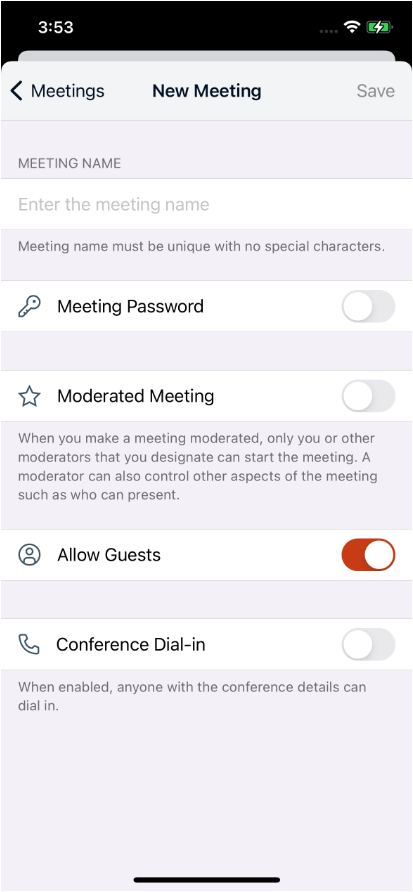 3:53
Meetings New Meeting Save
MEETING NAME
Enter the meeting name
Meeting name must be unique with no special characters.
Meeting Password
Moderated Meeting
When you make a meeting moderated, only you or other
moderators that you designate can start the meeting. A
moderator can also control other aspects of the meeting
such as who can present.
Allow Guests
Conference Dial-in
When enabled, anyone with the conference details can
dial in.